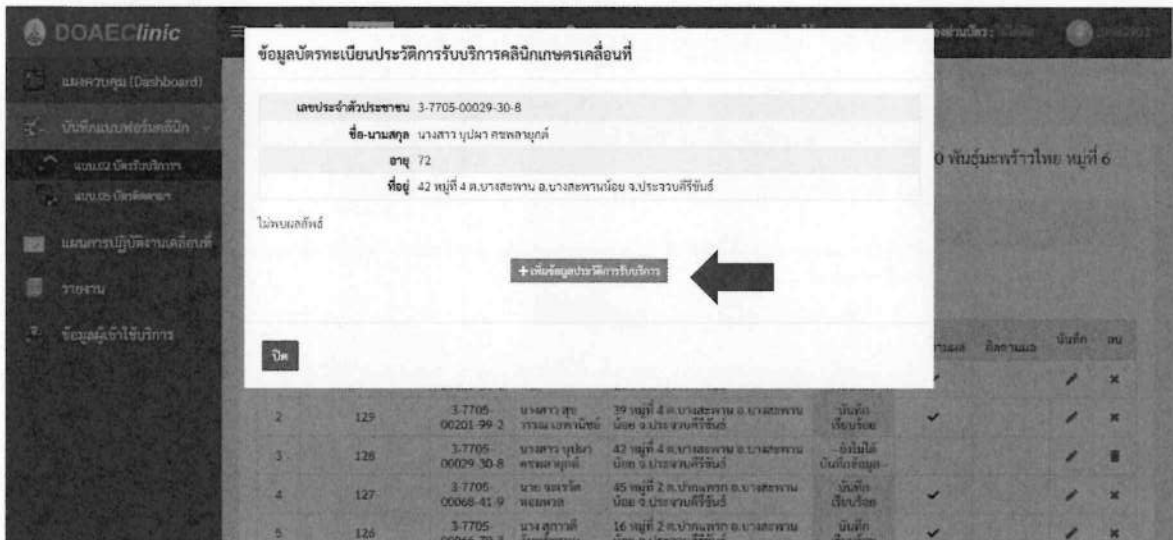 DOAEClinic
ข้อมูลบัตรทะเบียนประวัติการรับบริการคลินิกเกษตรเคลื่อนที่
แผงควบคุม (Dashboard)
เลขประจำตัวประชาชน 3-7705-00029-30-8
บันทึกแบบฟอร์มคลินิก
ชื่อ-นามสกุล นางสาว บุปผา
อายุ 72
0 พันธุ์มะพร้าวไทย หมู่ที่ 6
ที่อยู่ 42 หมู่ที่ 4 ต.บางสะพาน อ.บางสะพานน้อย จ.ประจวบคีรีขันธ์
ไม่พบผลลัพธ์
แผนการปฏิบัติงานเคลื่อนที่
+ เพิ่มข้อมูลประวัติการรับบริการ
รายงาน
ข้อมูลผู้เข้าใช้บริการ
ปิด
ติดตามผล บันทึก ลบ
2 129 3-7705-00201-99-2 นางสาว 39 หมู่ที่ 4 ต.บางสะพาน อ.บางสะพานน้อย จ.ประจวบคีรีขันธ์ บันทึกเรียบร้อย
3 128 3-7705-00029-30-8 นางสาว บุปผา 42 หมู่ที่ 4 ต.บางสะพาน อ.บางสะพานน้อย จ.ประจวบคีรีขันธ์ --ยังไม่ได้บันทึกข้อมูล--
4 127 3-7705-00068-41-9 นาย 45 หมู่ที่ 2 ต.ปากแพรก อ.บางสะพานน้อย จ.ประจวบคีรีขันธ์ บันทึกเรียบร้อย
5 126 3-7705- นาง 16 หมู่ที่ 2 ต.ปากแพรก อ.บางสะพาน บันทึก